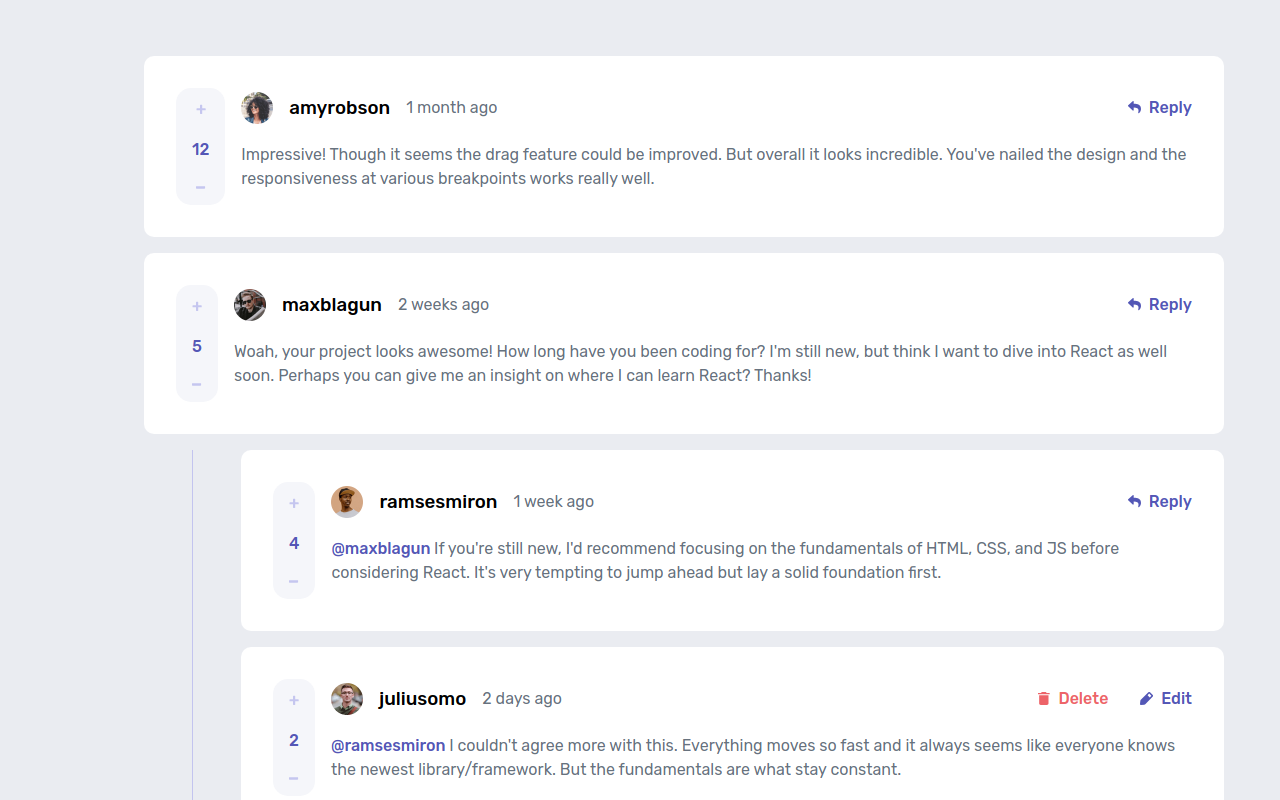 amyrobson 1 month ago Reply
+
12
−
Impressive! Though it seems the drag feature could be improved. But overall it looks incredible. You've nailed the design and the
responsiveness at various breakpoints works really well.
maxblagun 2 weeks ago Reply
+
5
−
Woah, your project looks awesome! How long have you been coding for? I'm still new, but think I want to dive into React as well
soon. Perhaps you can give me an insight on where I can learn React? Thanks!
ramsesmiron 1 week ago Reply
+
4
−
@maxblagun If you're still new, I'd recommend focusing on the fundamentals of HTML, CSS, and JS before
considering React. It's very tempting to jump ahead but lay a solid foundation first.
juliusomo 2 days ago Delete Edit
+
2
−
@ramsesmiron I couldn't agree more with this. Everything moves so fast and it always seems like everyone knows
the newest library/framework. But the fundamentals are what stay constant.